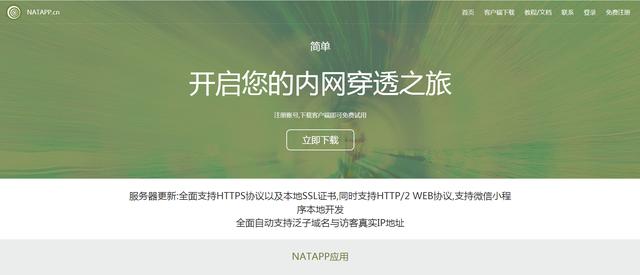 NATAPP.cn
首页 客户端下载 教程/文档 联系 登录 免费注册
简单
开启您的内网穿透之旅
注册账号,下载客户端即可免费试用
立即下载
服务器更新:全面支持HTTPS协议以及本地SSL证书,同时支持HTTP/2 WEB协议,支持微信小程
序本地开发
全面自动支持泛子域名与访客真实IP地址
NATAPP应用